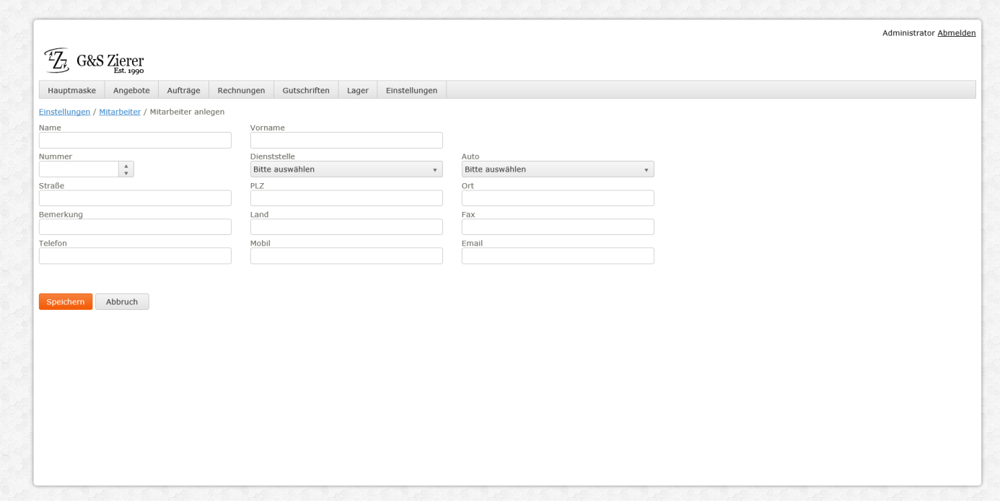 Administrator Abmelden
G&S Zierer
Est. 1990
Hauptmaske Angebote Aufträge Rechnungen Gutschriften Lager Einstellungen
Einstellungen / Mitarbeiter / Mitarbeiter anlegen
Name Vorname
Nummer Dienststelle Auto
Bitte auswählen Bitte auswählen
Straße PLZ Ort
Bemerkung Land Fax
Telefon Mobil Email
Speichern Abbruch